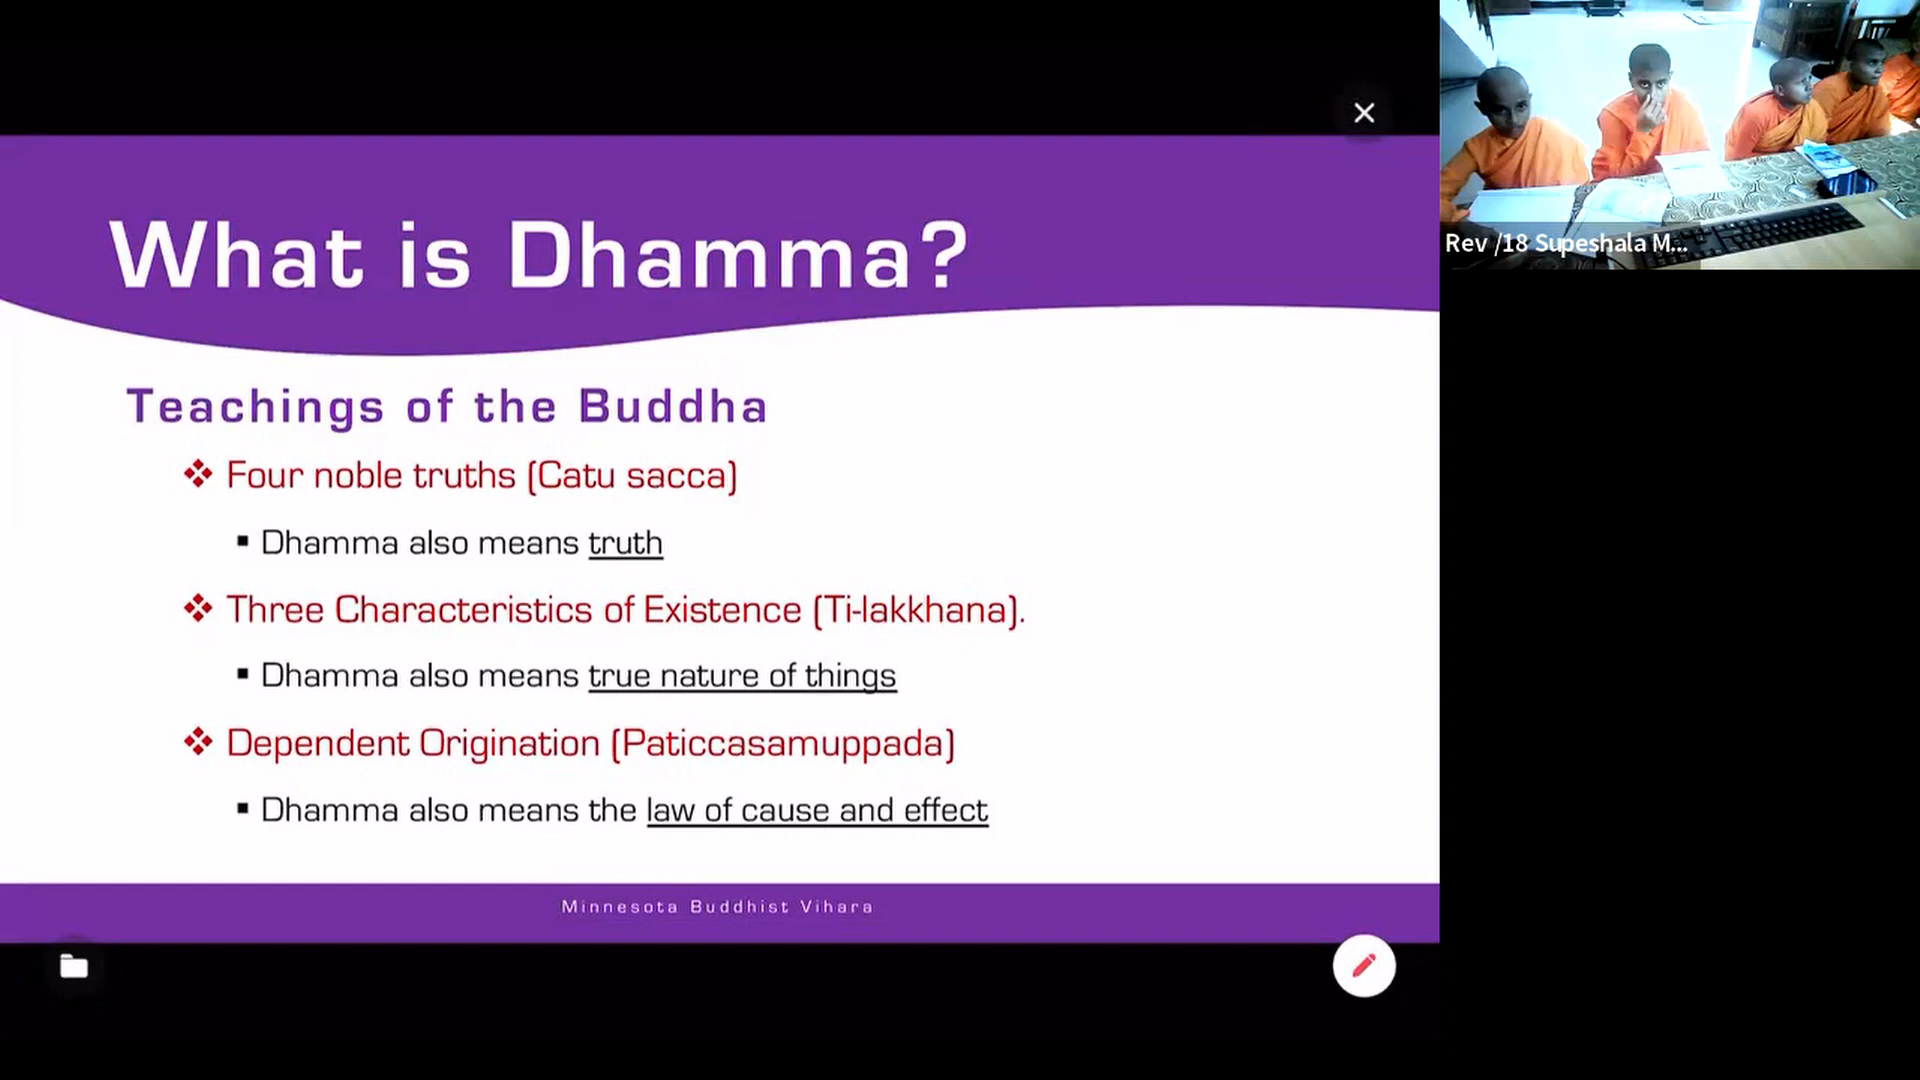 What is Dhamma?
Teachings of the Buddha
Four noble truths (Catu sacca)
Dhamma also means truth
Three Characteristics of Existence (Ti-lakkhana).
Dhamma also means true nature of things
Dependent Origination (Paticcasamuppada)
Dhamma also means the law of cause and effect
Minnesota Buddhist Vihara
Rev /18 Supeshala M...